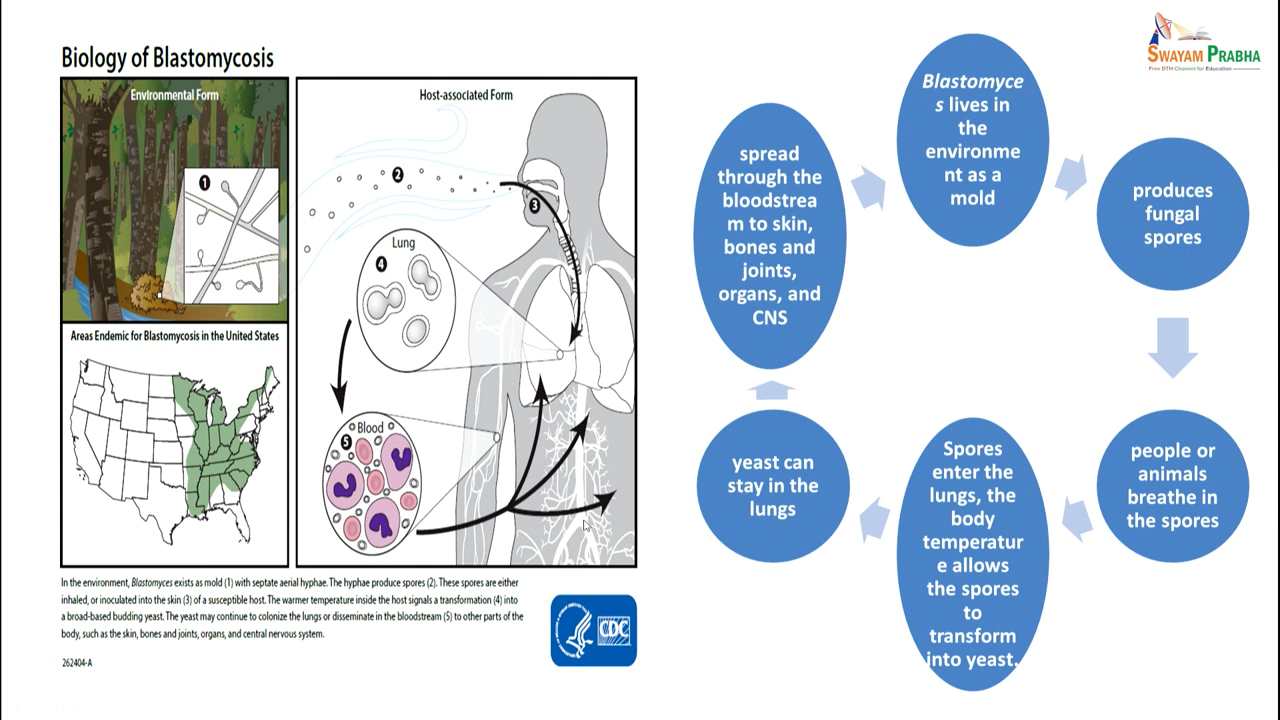 Biology of Blastomycosis
Environmental Form
1
Areas Endemic for Blastomycosis in the United States
Host-associated Form
2
3
Lung
4
Blood
5
In the environment, Blastomyces exists as mold (1) with septate aerial hyphae. The hyphae produce spores (2). These spores are either
inhaled, or inoculated into the skin (3) of a susceptible host. The warmer temperature inside the host signals a transformation (4) into
a broad-based budding yeast. The yeast may continue to colonize the lungs or disseminate in the bloodstream (5) to other parts of the
body, such as the skin, bones and joints, organs, and central nervous system.
262404-A
CDC
SWAYAM PRABHA
Free DTH Channel for Education
Blastomyce
s lives in
the
environme
nt as a
mold
produces
fungal
spores
people or
animals
breathe in
the spores
Spores
enter the
lungs, the
body
temperatur
e allows
the spores
to
transform
into yeast.
yeast can
stay in the
lungs
spread
through the
bloodstrea
m to skin,
bones and
joints,
organs, and
CNS